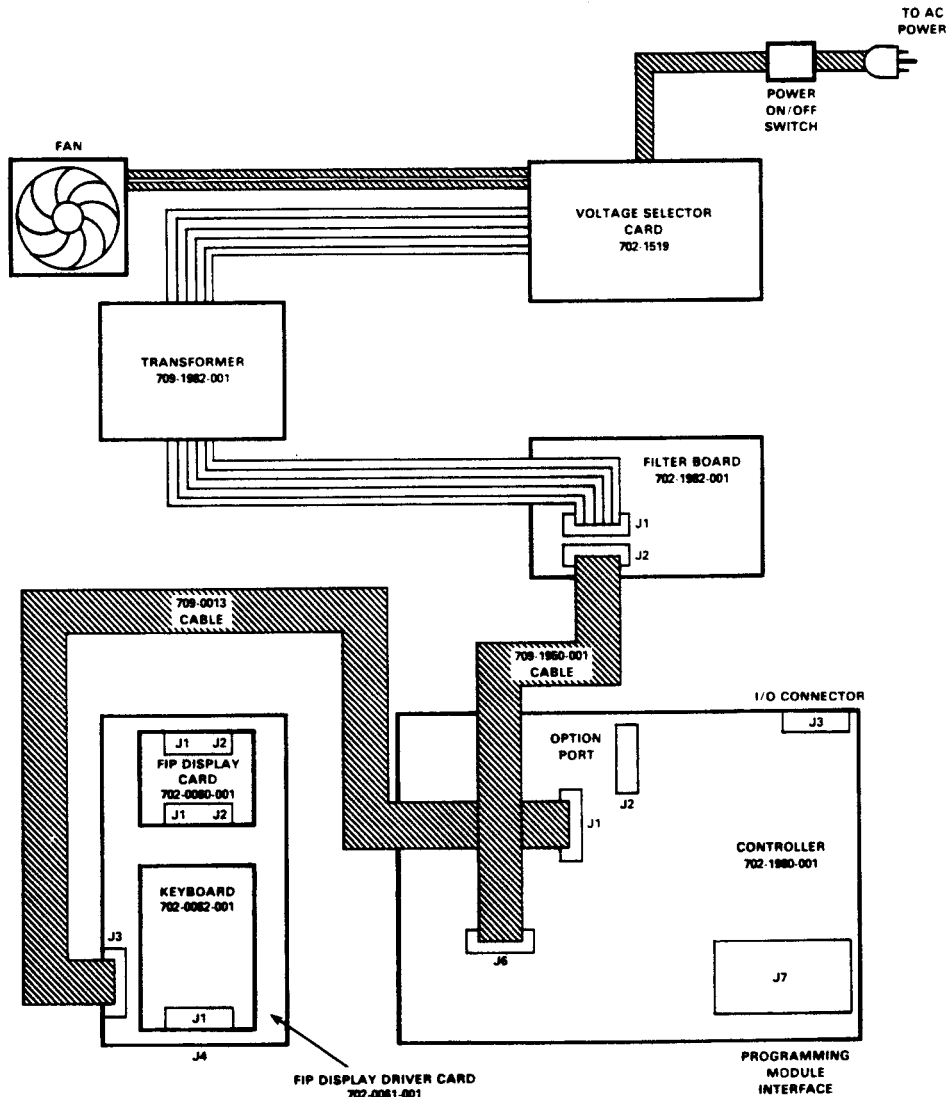 TO AC
POWER
POWER
ON/OFF
SWITCH
FAN
VOLTAGE SELECTOR
CARD
702-1519
TRANSFORMER
709-1982-001
FILTER BOARD
702-1982-001
J1
J2
709-0013
CABLE
709-1950-001
CABLE
I/O CONNECTOR
J3
OPTION
PORT
J2
J1
J1 J2
FIP DISPLAY
CARD
702-0080-001
J1 J2
CONTROLLER
702-1980-001
KEYBOARD
702-0082-001
J3
J6
J7
J1
J4
FIP DISPLAY DRIVER CARD
702-0081-001
PROGRAMMING
MODULE
INTERFACE